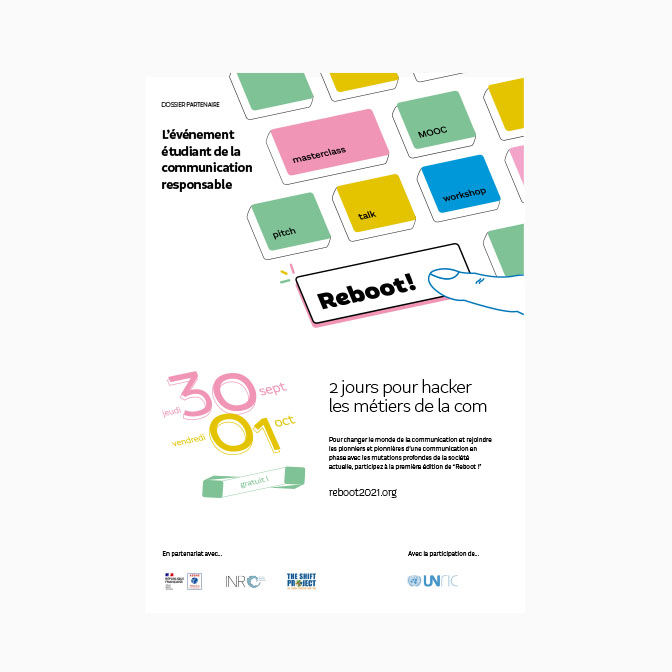 DOSSIER PARTENAIRE
L'événement
étudiant de la
communication
responsable
masterclass
MOOC
pitch
talk
workshop
Reboot!
jeudi 30 sept
vendredi 01 oct
gratuit !
2 jours pour hacker
les métiers de la com
Pour changer le monde de la communication et rejoindre
les pionniers et pionnières d'une communication en
phase avec les mutations profondes de la société
actuelle, participez à la première édition de "Reboot !"
reboot2021.org
En partenariat avec...
Avec la participation de...
RÉPUBLIQUE
FRANÇAISE
INR
THE SHIFT
PROJECT
UNric